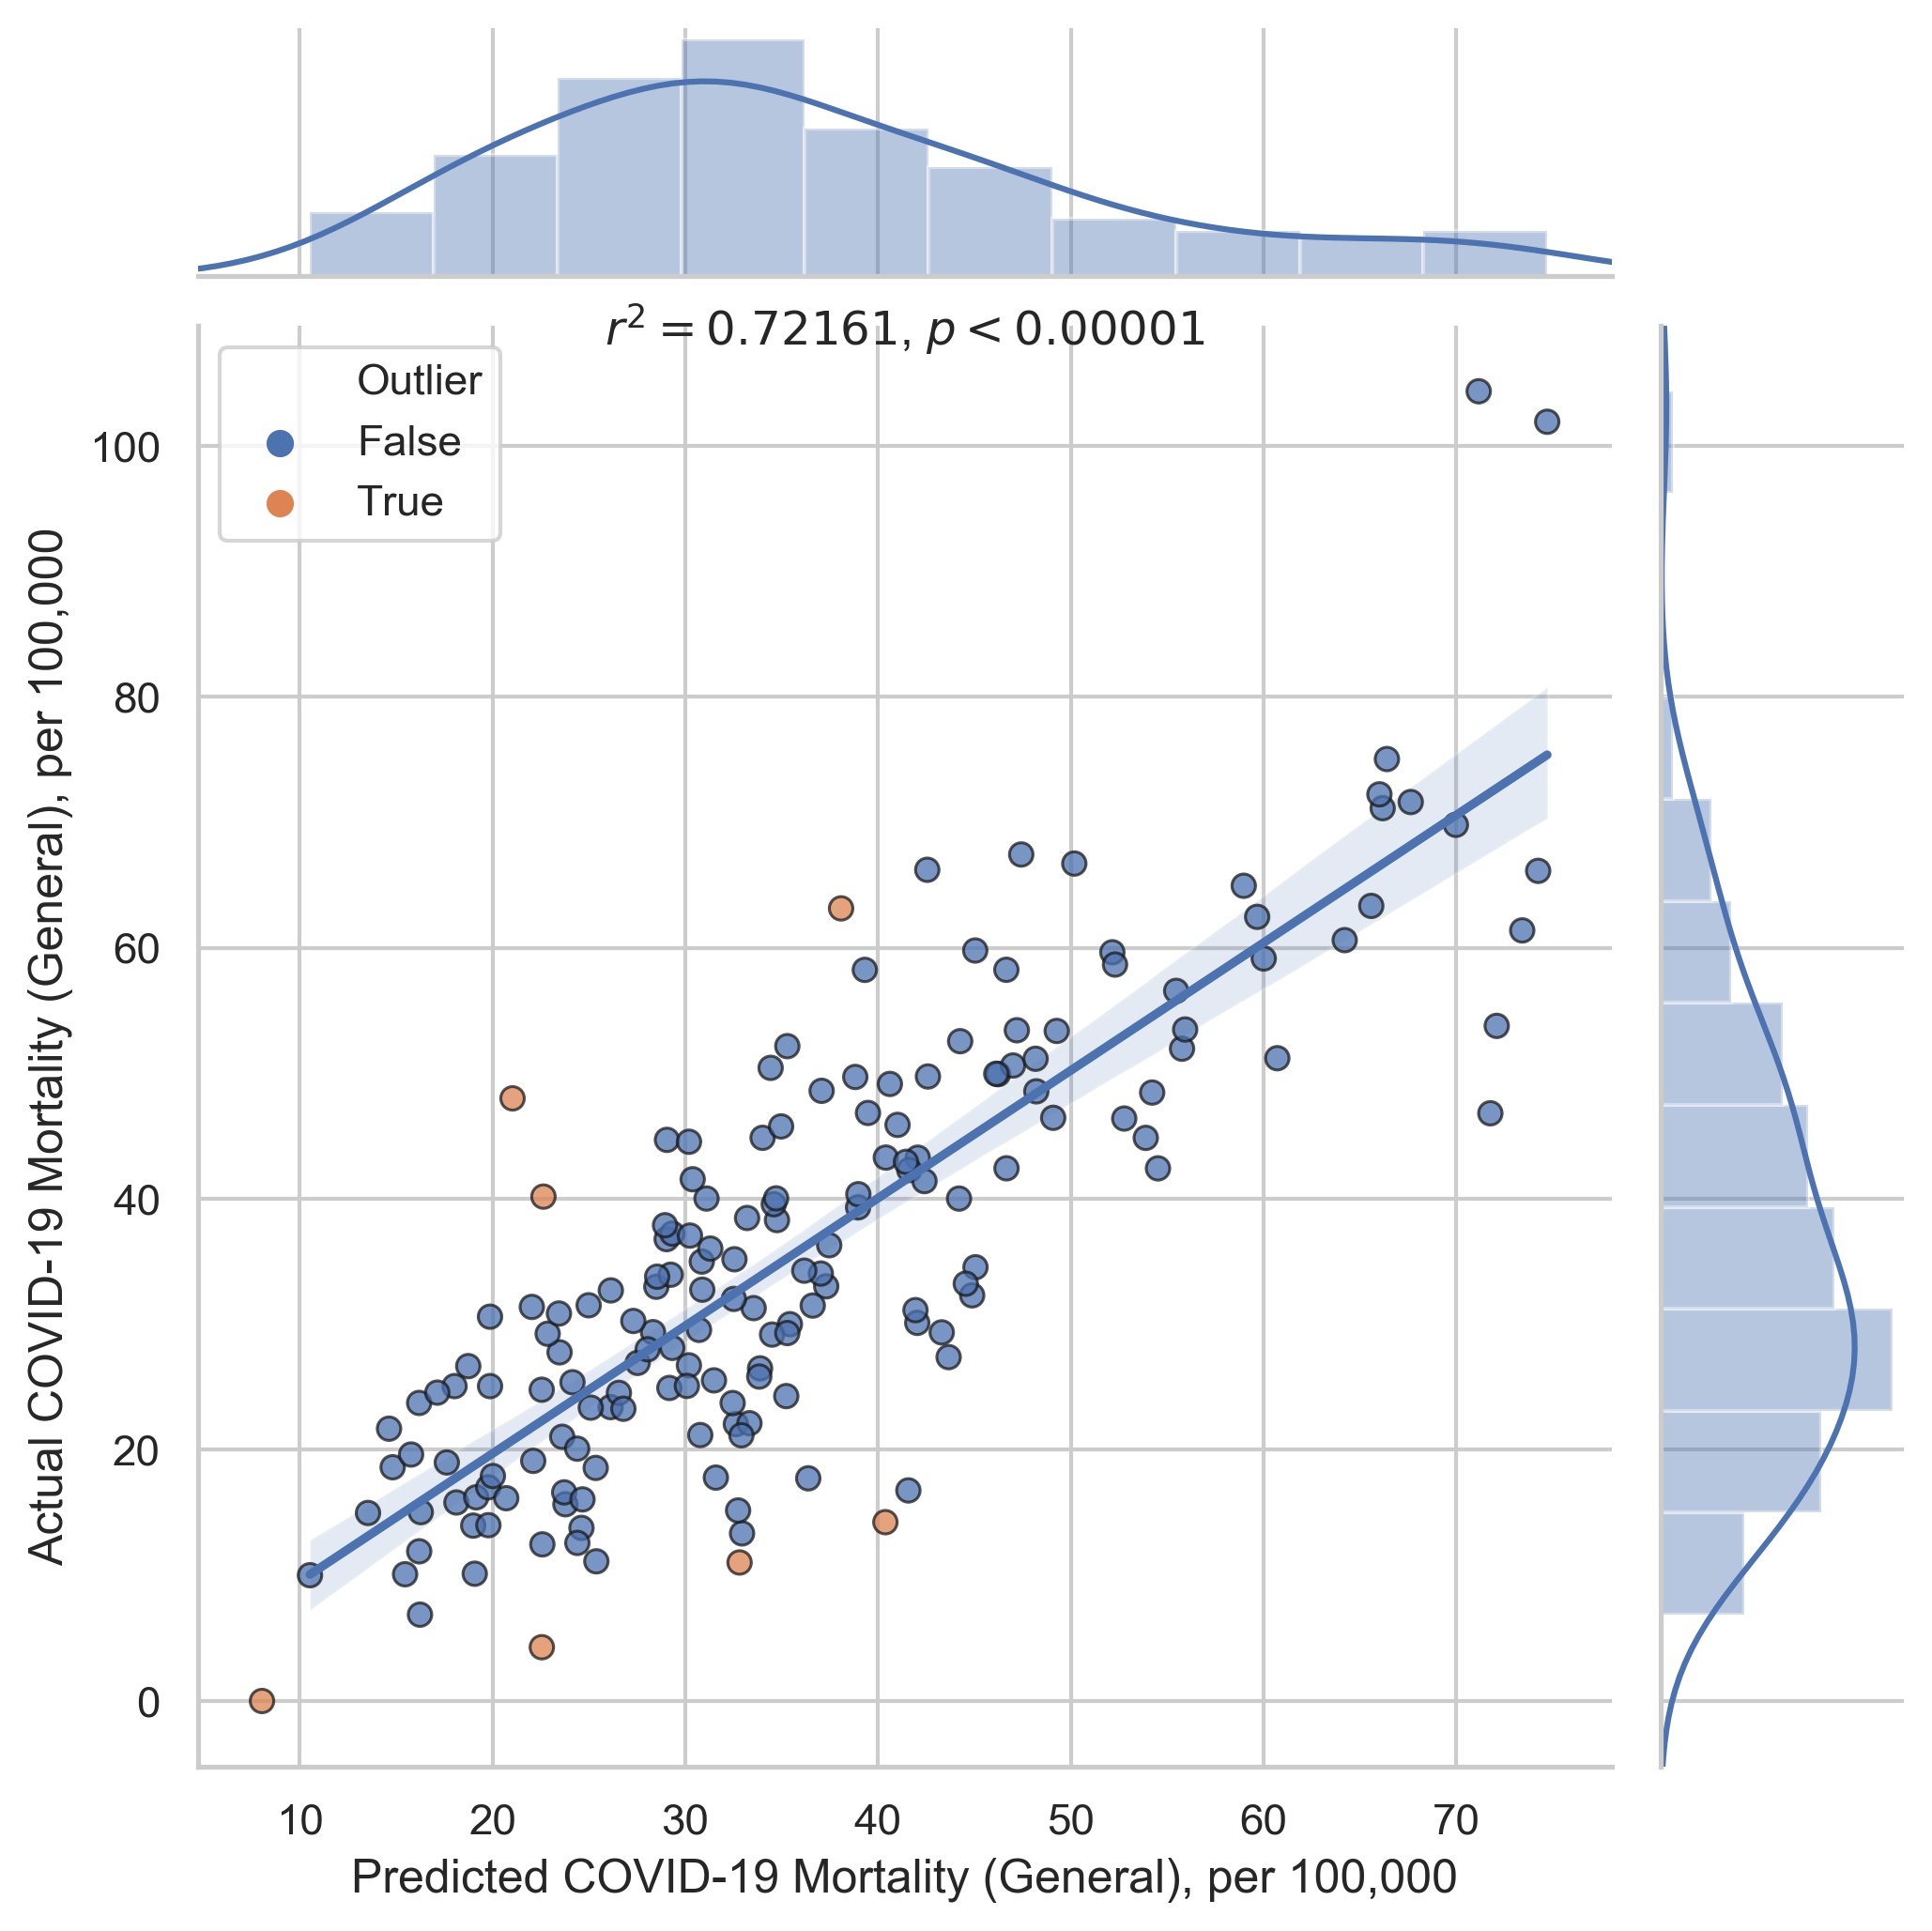 r² = 0.72161, p < 0.00001
Outlier
False
True
100
80
60
40
20
0
Actual COVID-19 Mortality (General), per 100,000
10 20 30 40 50 60 70
Predicted COVID-19 Mortality (General), per 100,000